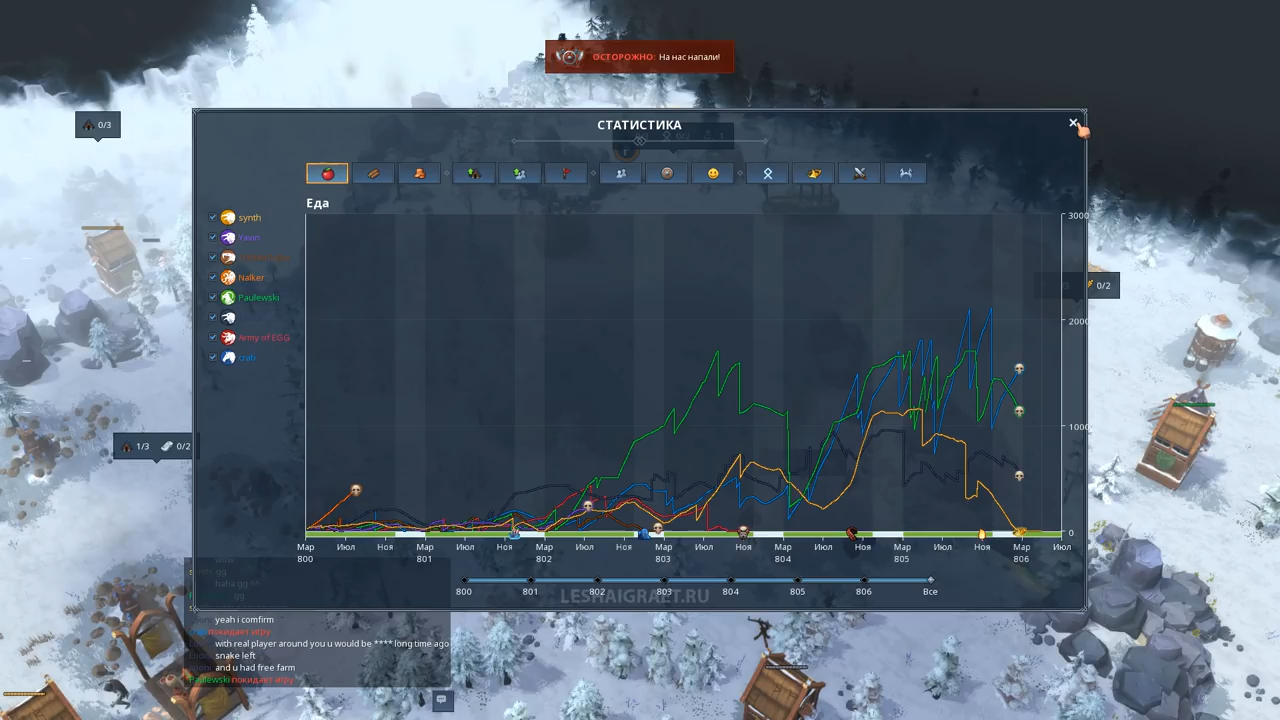 ОСТОРОЖНО: На нас напали!
0/3
СТАТИСТИКА
Еда
synth
Yavin
Nalker
Paulewski
Army of EGG
crab
3000
2000
1000
0
0/2
1/3 0/2
Мар Июл Ноя Мар Июл Ноя Мар Июл Ноя Мар Июл Ноя Мар Июл Ноя Мар Июл Ноя Мар Июл
800 801 802 803 804 805 806
800 801 802 803 804 805 806 Все
LESHAIGRAET.RU
gg
haha gg ^^
gg
yeah i comfirm
покидает игру
with real player around you u would be **** long time ago
snake left
and u had free farm
Paulewski покидает игру